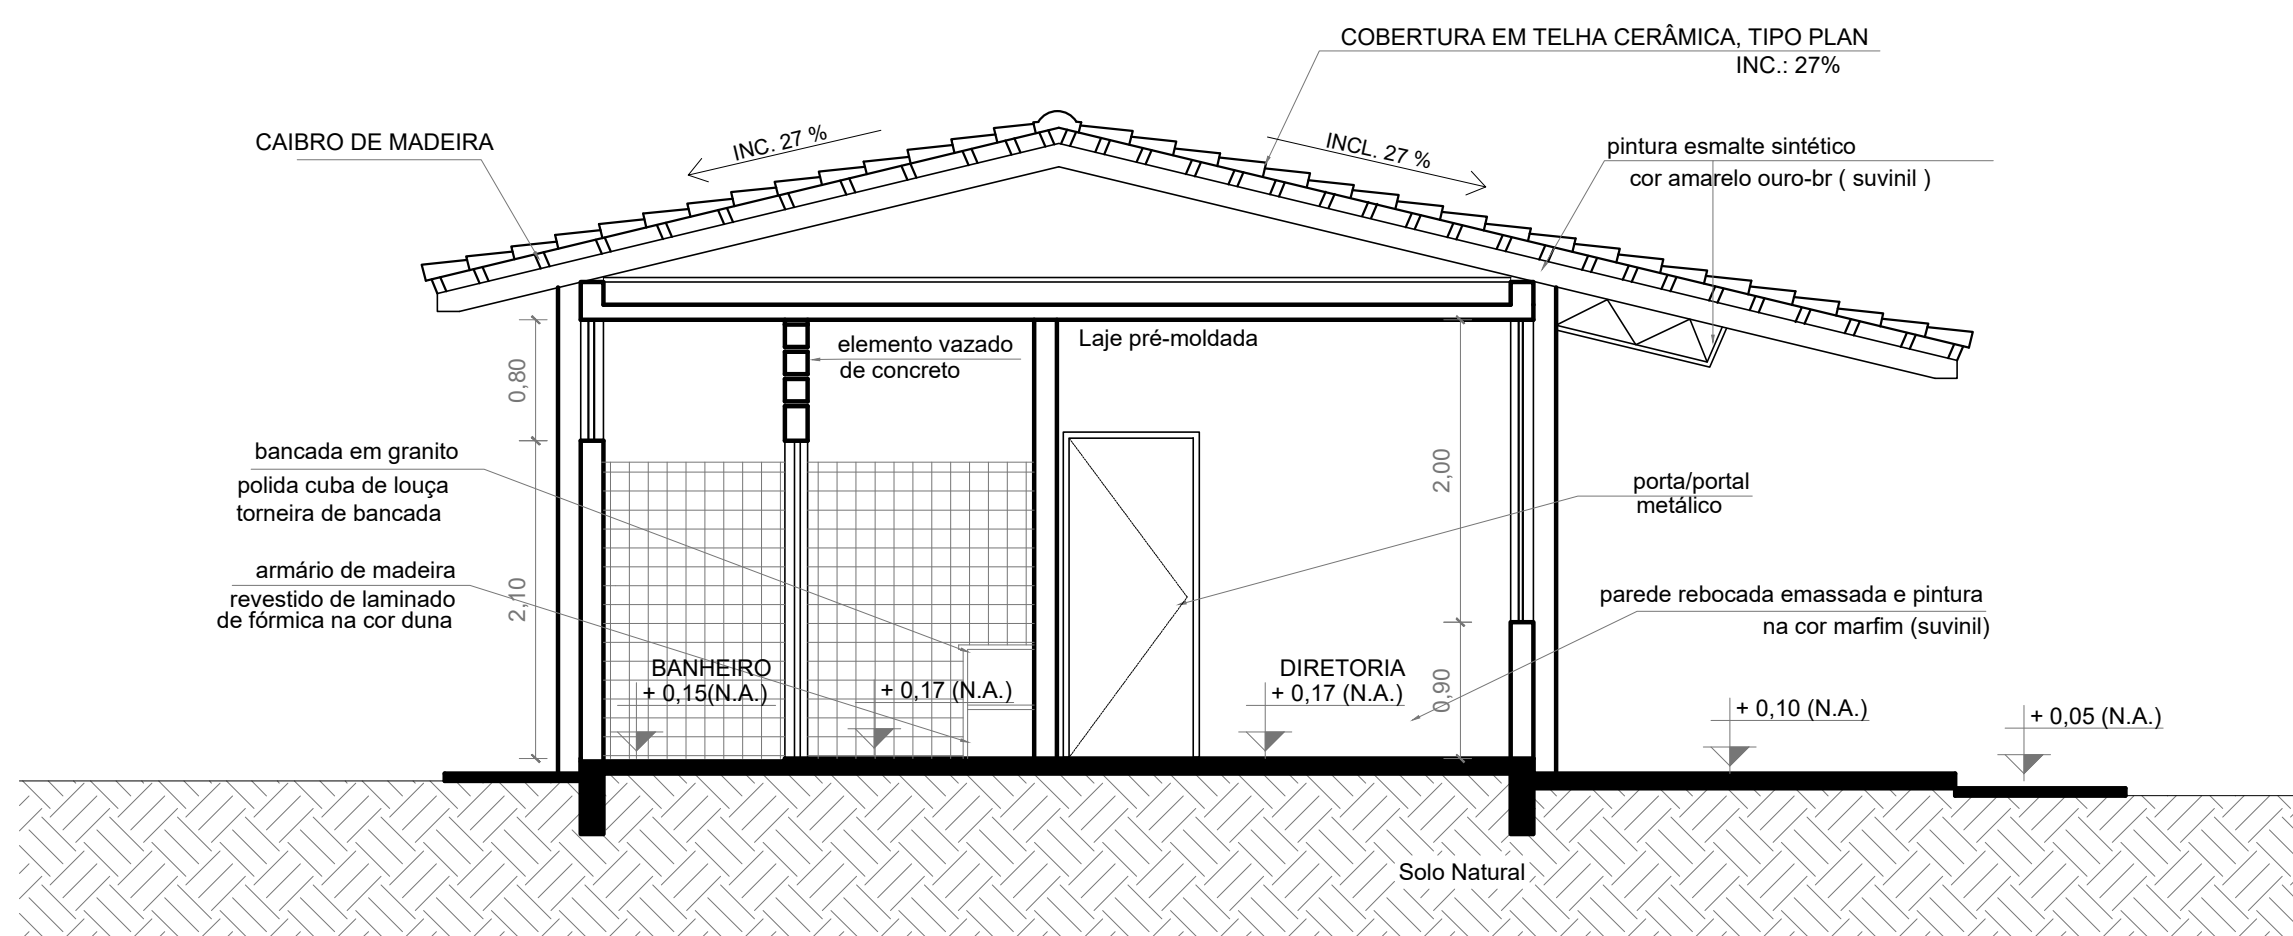 COBERTURA EM TELHA CERÂMICA, TIPO PLAN
INC.: 27%
CAIBRO DE MADEIRA
INC. 27 %
INCL. 27 %
pintura esmalte sintético
cor amarelo ouro-br ( suvinil )
elemento vazado
de concreto
Laje pré-moldada
0,80
bancada em granito
polida cuba de louça
torneira de bancada
2,00
porta/portal
metálico
armário de madeira
revestido de laminado
de fórmica na cor duna
2,10
parede rebocada emassada e pintura
na cor marfim (suvinil)
BANHEIRO
+ 0,15(N.A.)
+ 0,17 (N.A.)
DIRETORIA
+ 0,17 (N.A.)
0,90
+ 0,10 (N.A.)
+ 0,05 (N.A.)
Solo Natural